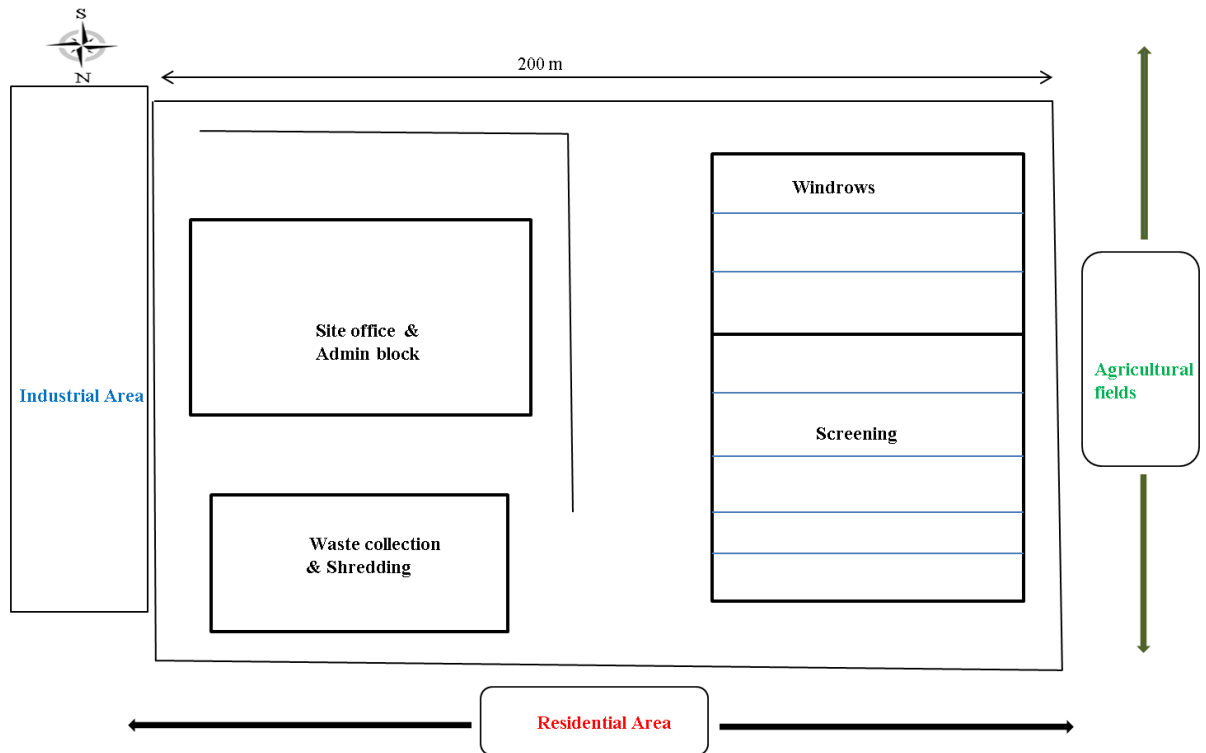 S
N
200 m
Windrows
Site office &
Admin block
Industrial Area
Agricultural
fields
Screening
Waste collection
& Shredding
Residential Area